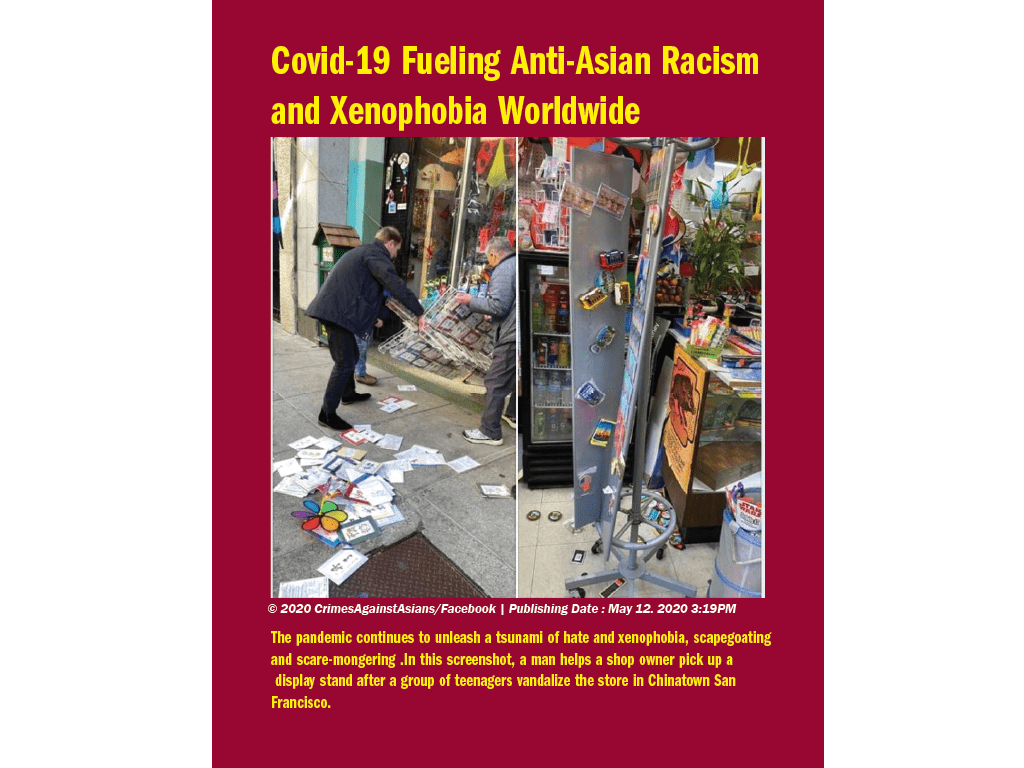 Covid-19 Fueling Anti-Asian Racism
and Xenophobia Worldwide
STAR
WARS
© 2020 CrimesAgainstAsians/Facebook | Publishing Date : May 12. 2020 3:19PM
The pandemic continues to unleash a tsunami of hate and xenophobia, scapegoating
and scare-mongering .In this screenshot, a man helps a shop owner pick up a
display stand after a group of teenagers vandalize the store in Chinatown San
Francisco.